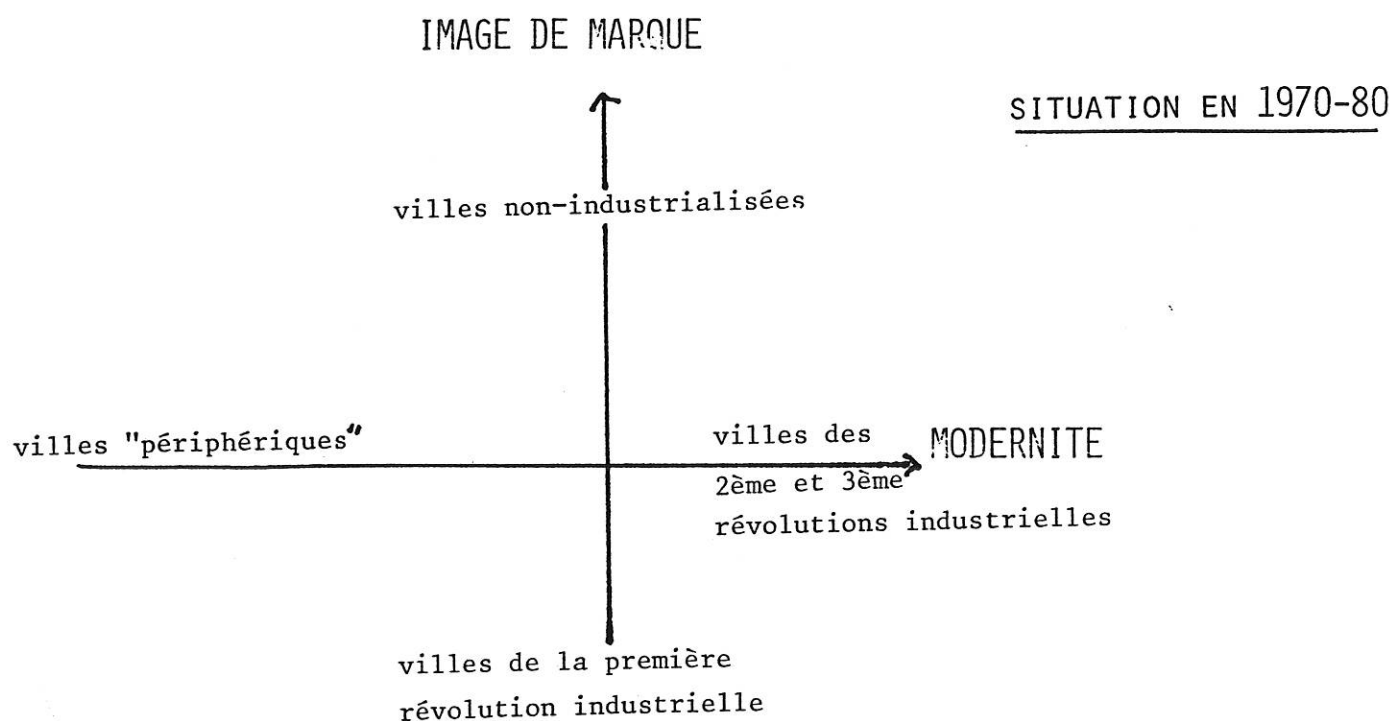 IMAGE DE MARQUE
SITUATION EN 1970-80
villes non-industrialisées
villes "périphériques"
villes des
MODERNITE
2ème et 3ème
révolutions industrielles
villes de la première
révolution industrielle